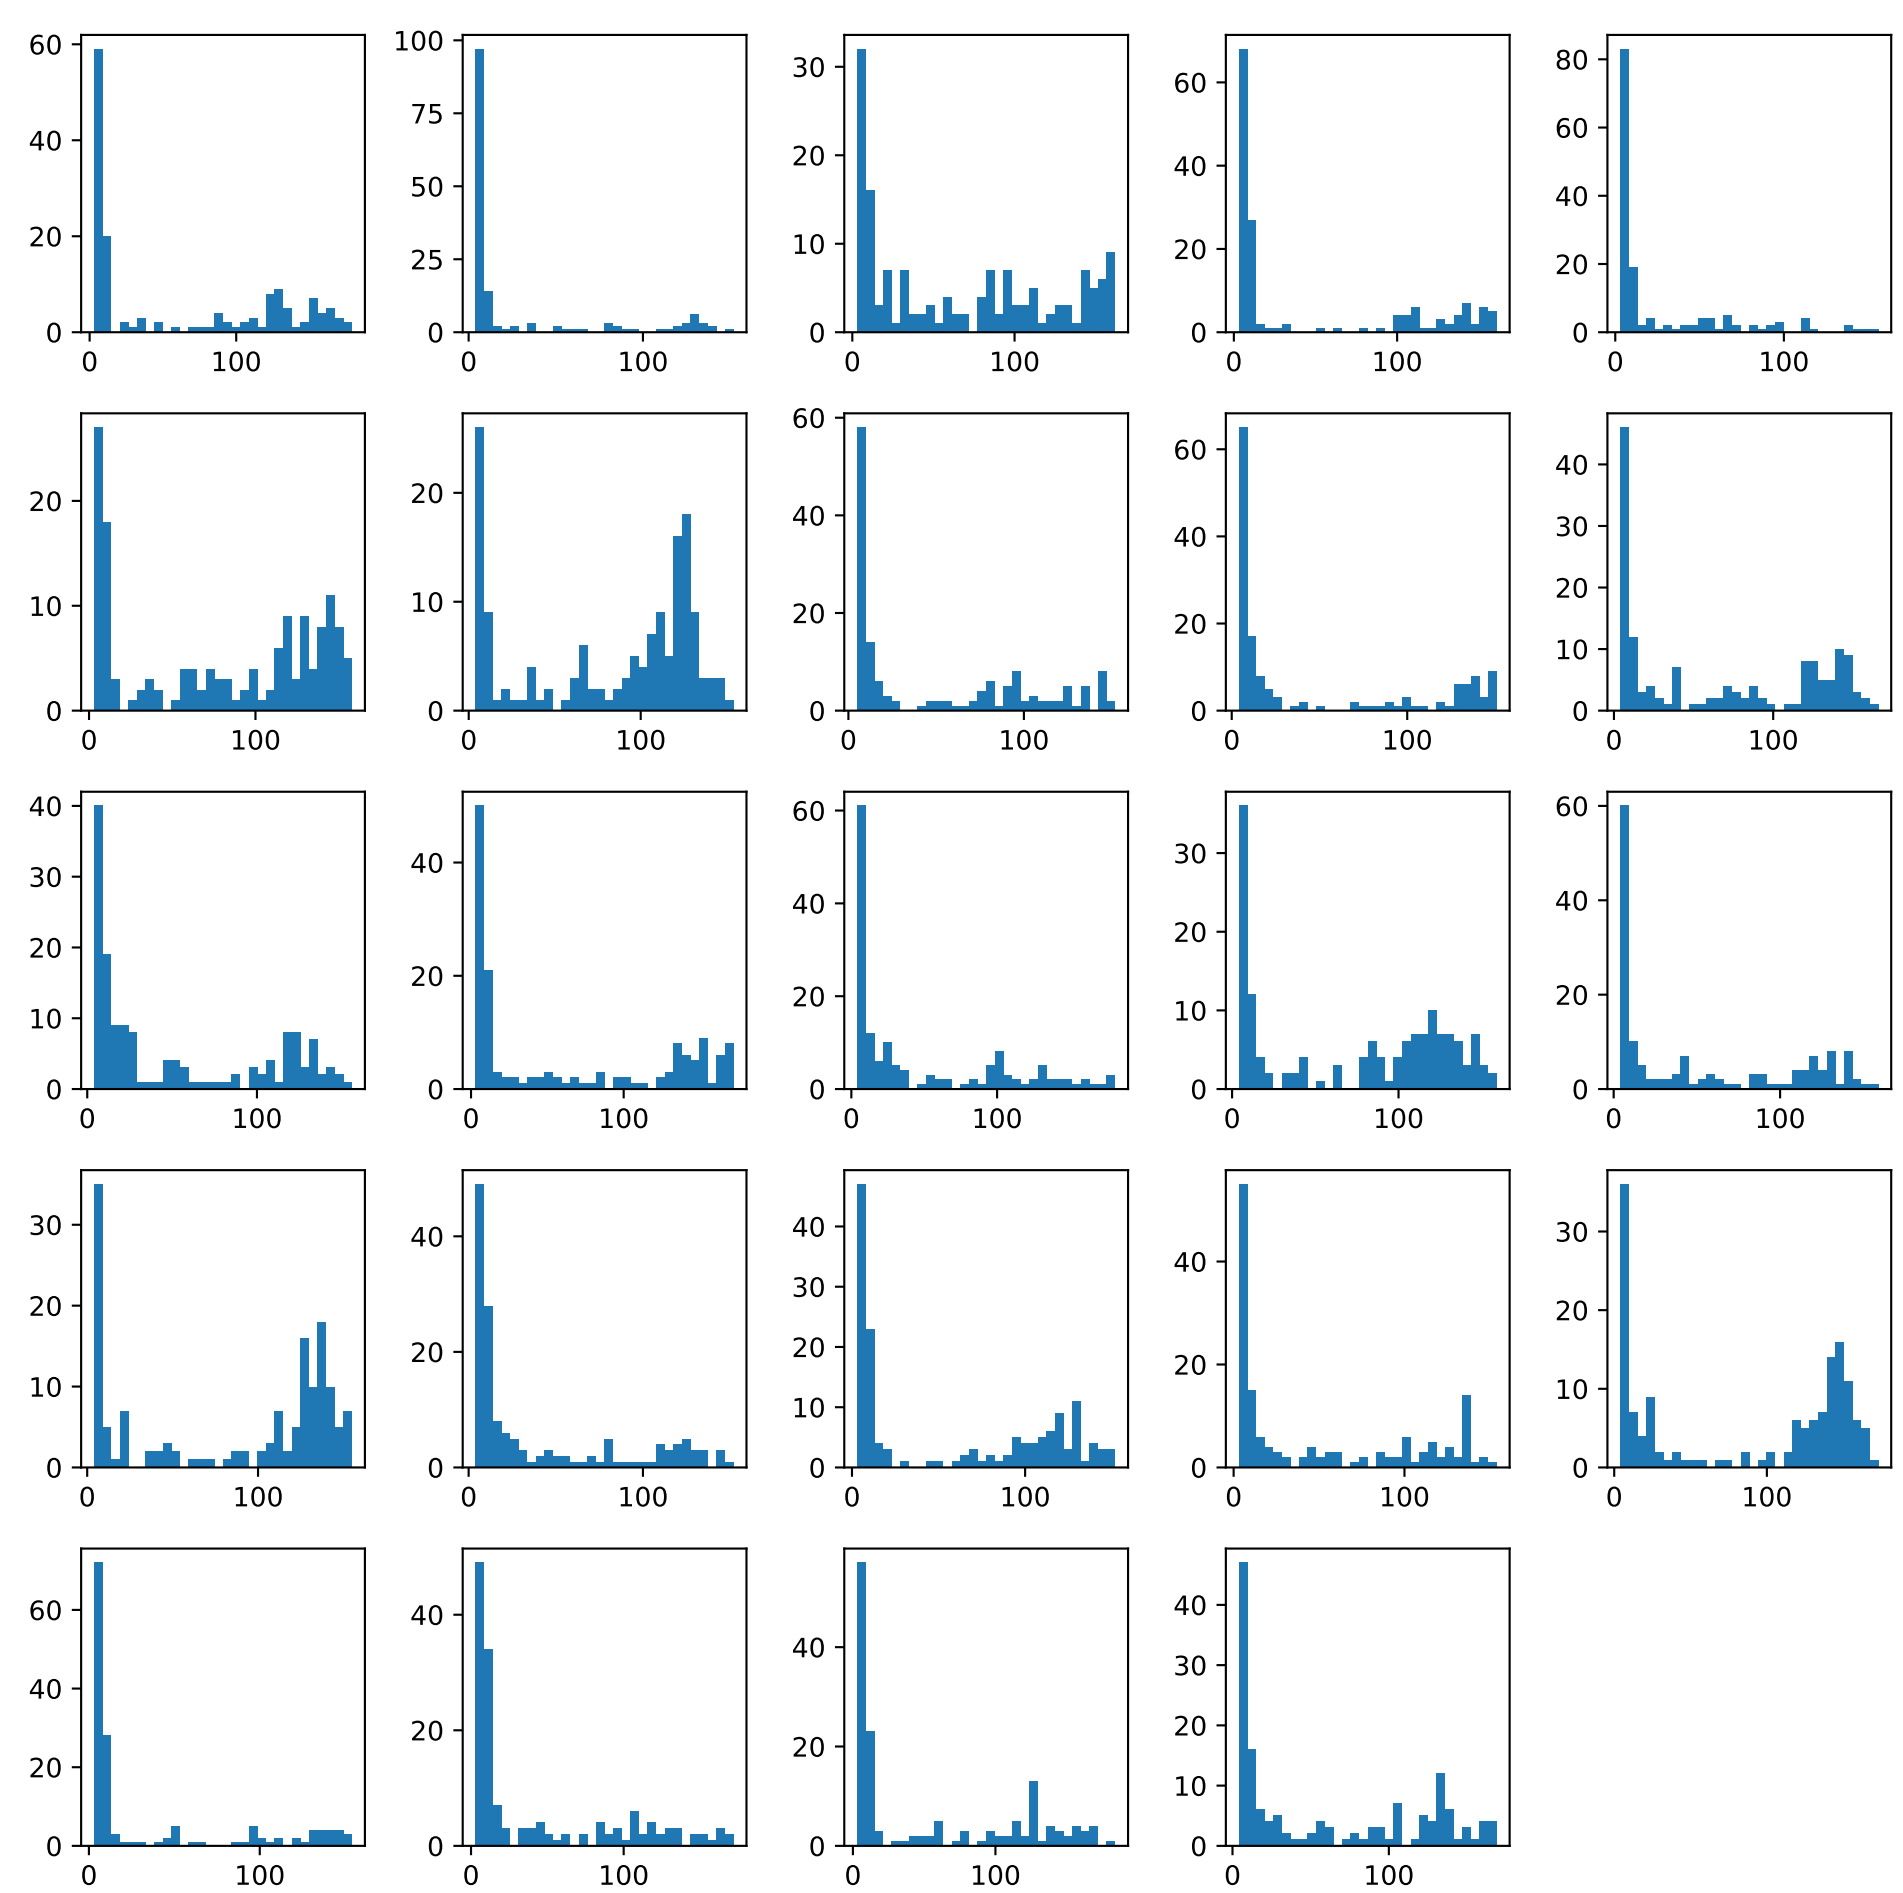 60 100 30 60 80
40 75 20 40 60
20 50 10 20 40
0 25 0 0 20
0 0
0 100 0 100 0 100 0 100 0 100
20 20 60 60 40
10 10 40 40 30
0 0 20 20 20
0 0 10
0
0 100 0 100 0 100 0 100 0 100
40 40 60 30 60
30 20 40 20 40
20 0 20 10 20
10 0 0 0
0
0 100 0 100 0 100 0 100 0 100
30 40 40 40 30
20 20 30 20 20
10 0 20 0 10
0 10 0
0
0 100 0 100 0 100 0 100 0 100
60 40 40 40
40 20 20 30
20 0 0 20
0 10
0
0 100 0 100 0 100 0 100